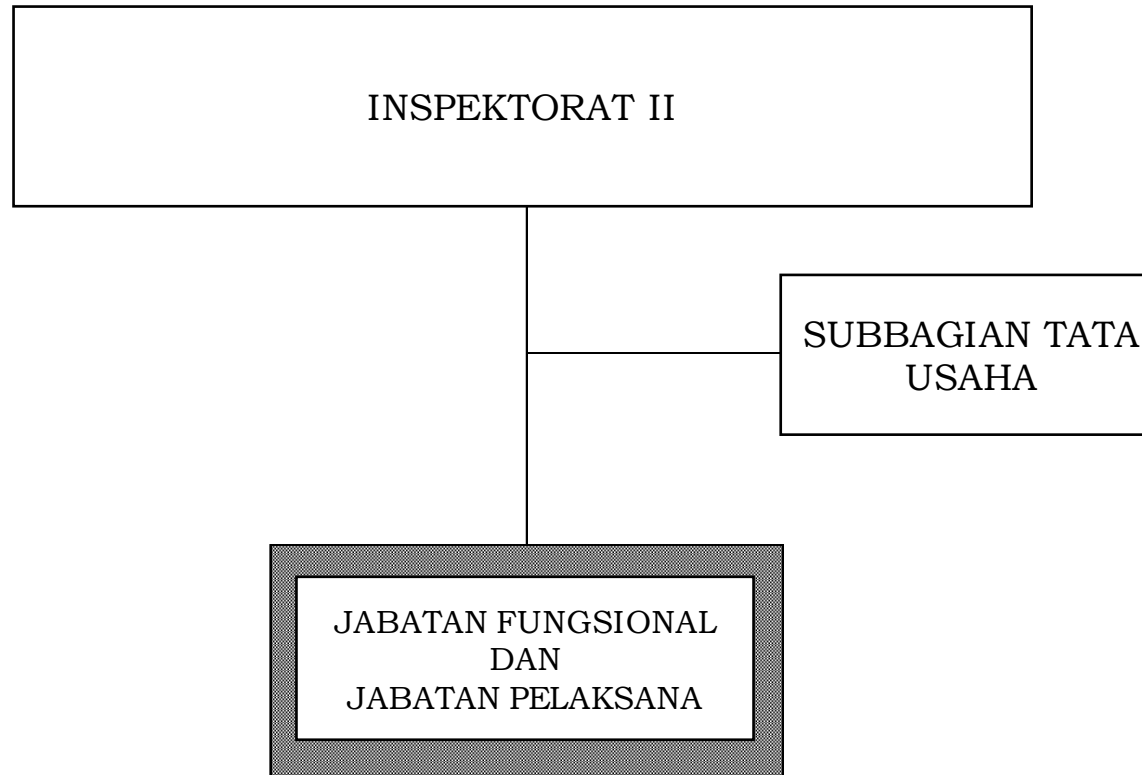 INSPEKTORAT II
SUBBAGIAN TATA
USAHA
JABATAN FUNGSIONAL
DAN
JABATAN PELAKSANA